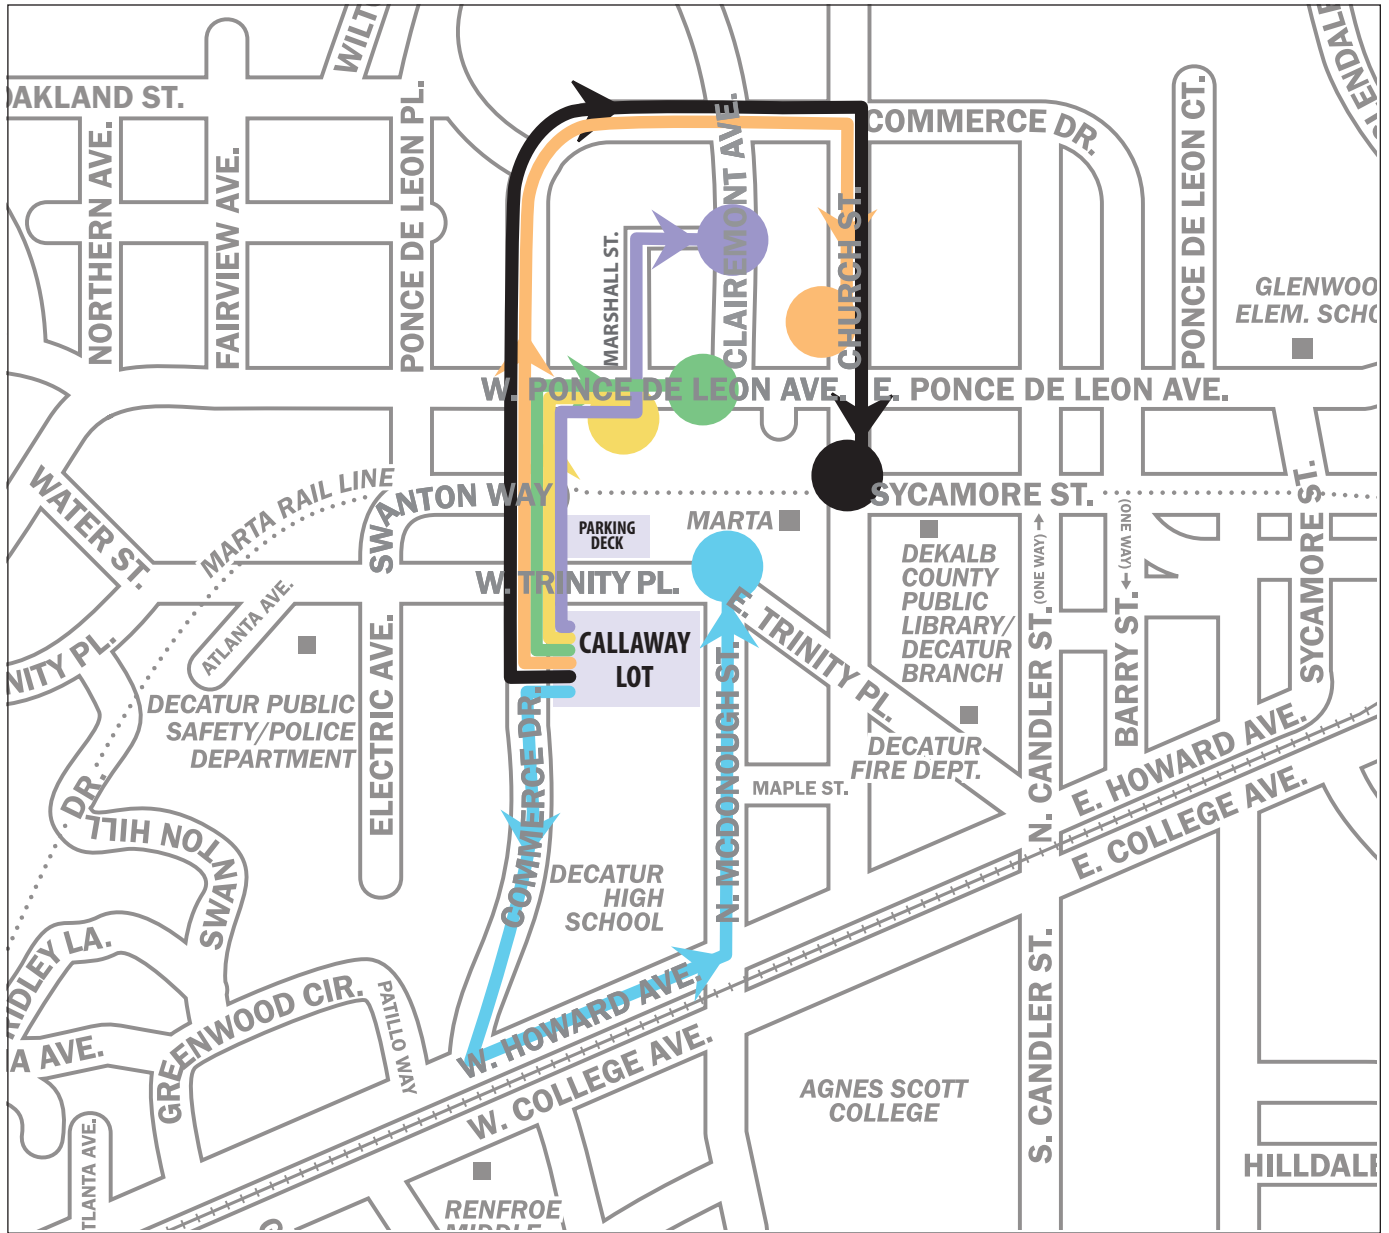 WILT
OAKLAND ST.
NORTHERN AVE.
FAIRVIEW AVE.
PONCE DE LEON PL.
COMMERCE DR.
CLAIREMONT AVE.
CHURCH ST.
MARSHALL ST.
PONCE DE LEON CT.
GLENDALE
GLENWOO
ELEM. SCHO
W. PONCE DE LEON AVE.
E. PONCE DE LEON AVE.
WATER ST.
MARTA RAIL LINE
SWANTON WAY
SYCAMORE ST.
SYCAMORE ST.
PARKING
DECK
MARTA
(ONE WAY)
(ONE WAY)
DEKALB
COUNTY
PUBLIC
LIBRARY/
DECATUR
BRANCH
W. TRINITY PL.
E. TRINITY PL.
NITY PL.
ATLANTA AVE.
CALLAWAY
LOT
DECATUR PUBLIC
SAFETY/POLICE
DEPARTMENT
ELECTRIC AVE.
COMMERCE DR.
N. MCDONOUGH ST.
N. CANDLER ST.
BARRY ST.
DECATUR
FIRE DEPT.
MAPLE ST.
E. HOWARD AVE.
E. COLLEGE AVE.
SWANTON HILL
DR.
DECATUR
HIGH
SCHOOL
RIDLEY LA.
A AVE.
GREENWOOD CIR.
PATILLO WAY
W. HOWARD AVE.
W. COLLEGE AVE.
S. CANDLER ST.
AGNES SCOTT
COLLEGE
TLANTA AVE.
HILLDALE
RENFROE
MIDDLE